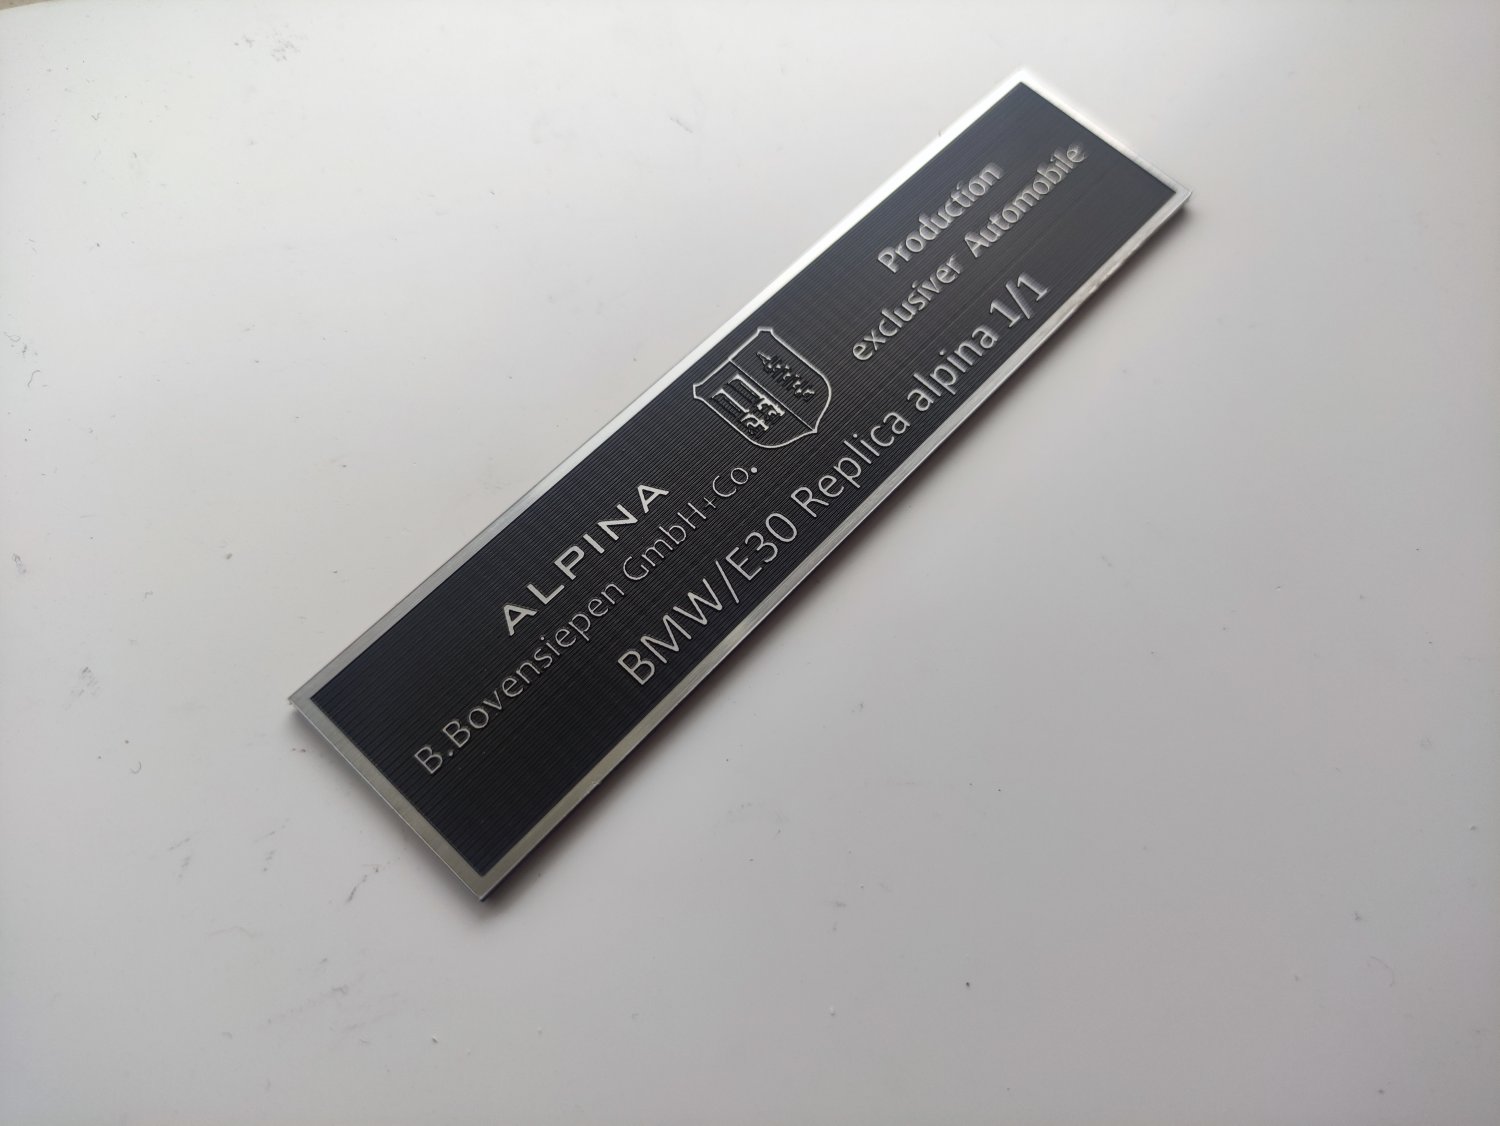 ALPINA
B.Bovensiepen GmbH+Co.
Production
exclusiver Automobile
BMW/E30 Replica alpina 1/1